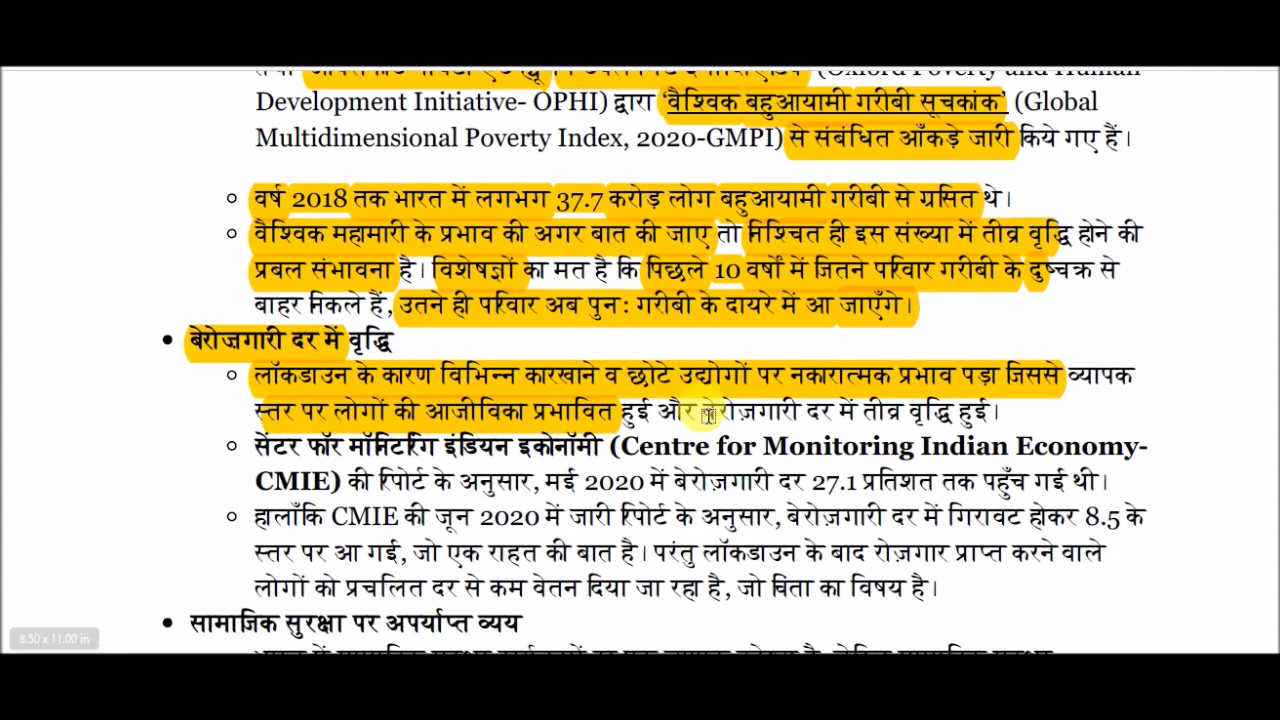 (Oxford Poverty and Human
Development Initiative- OPHI) द्वारा ‘वैश्विक बहुआयामी गरीबी सूचकांक’ (Global
Multidimensional Poverty Index, 2020-GMPI) से संबंधित आँकड़े जारी किये गए हैं।
○ वर्ष 2018 तक भारत में लगभग 37.7 करोड़ लोग बहुआयामी गरीबी से ग्रसित थे।
○ वैश्विक महामारी के प्रभाव की अगर बात की जाए तो निश्चित ही इस संख्या में तीव्र वृद्धि होने की
प्रबल संभावना है। विशेषज्ञों का मत है कि पिछले 10 वर्षों में जितने परिवार गरीबी के दुष्चक्र से
बाहर निकले हैं, उतने ही परिवार अब पुनः गरीबी के दायरे में आ जाएँगे।
• बेरोजगारी दर में वृद्धि
○ लॉकडाउन के कारण विभिन्न कारखाने व छोटे उद्योगों पर नकारात्मक प्रभाव पड़ा जिससे व्यापक
स्तर पर लोगों की आजीविका प्रभावित हुई और बेरोज़गारी दर में तीव्र वृद्धि हुई।
○ सेंटर फॉर मॉनिटरिंग इंडियन इकोनॉमी (Centre for Monitoring Indian Economy-
CMIE) की रिपोर्ट के अनुसार, मई 2020 में बेरोज़गारी दर 27.1 प्रतिशत तक पहुँच गई थी।
○ हालाँकि CMIE की जून 2020 में जारी रिपोर्ट के अनुसार, बेरोज़गारी दर में गिरावट होकर 8.5 के
स्तर पर आ गई, जो एक राहत की बात है। परंतु लॉकडाउन के बाद रोज़गार प्राप्त करने वाले
लोगों को प्रचलित दर से कम वेतन दिया जा रहा है, जो चिंता का विषय है।
• सामाजिक सुरक्षा पर अपर्याप्त व्यय
8.50 x 11.00 in